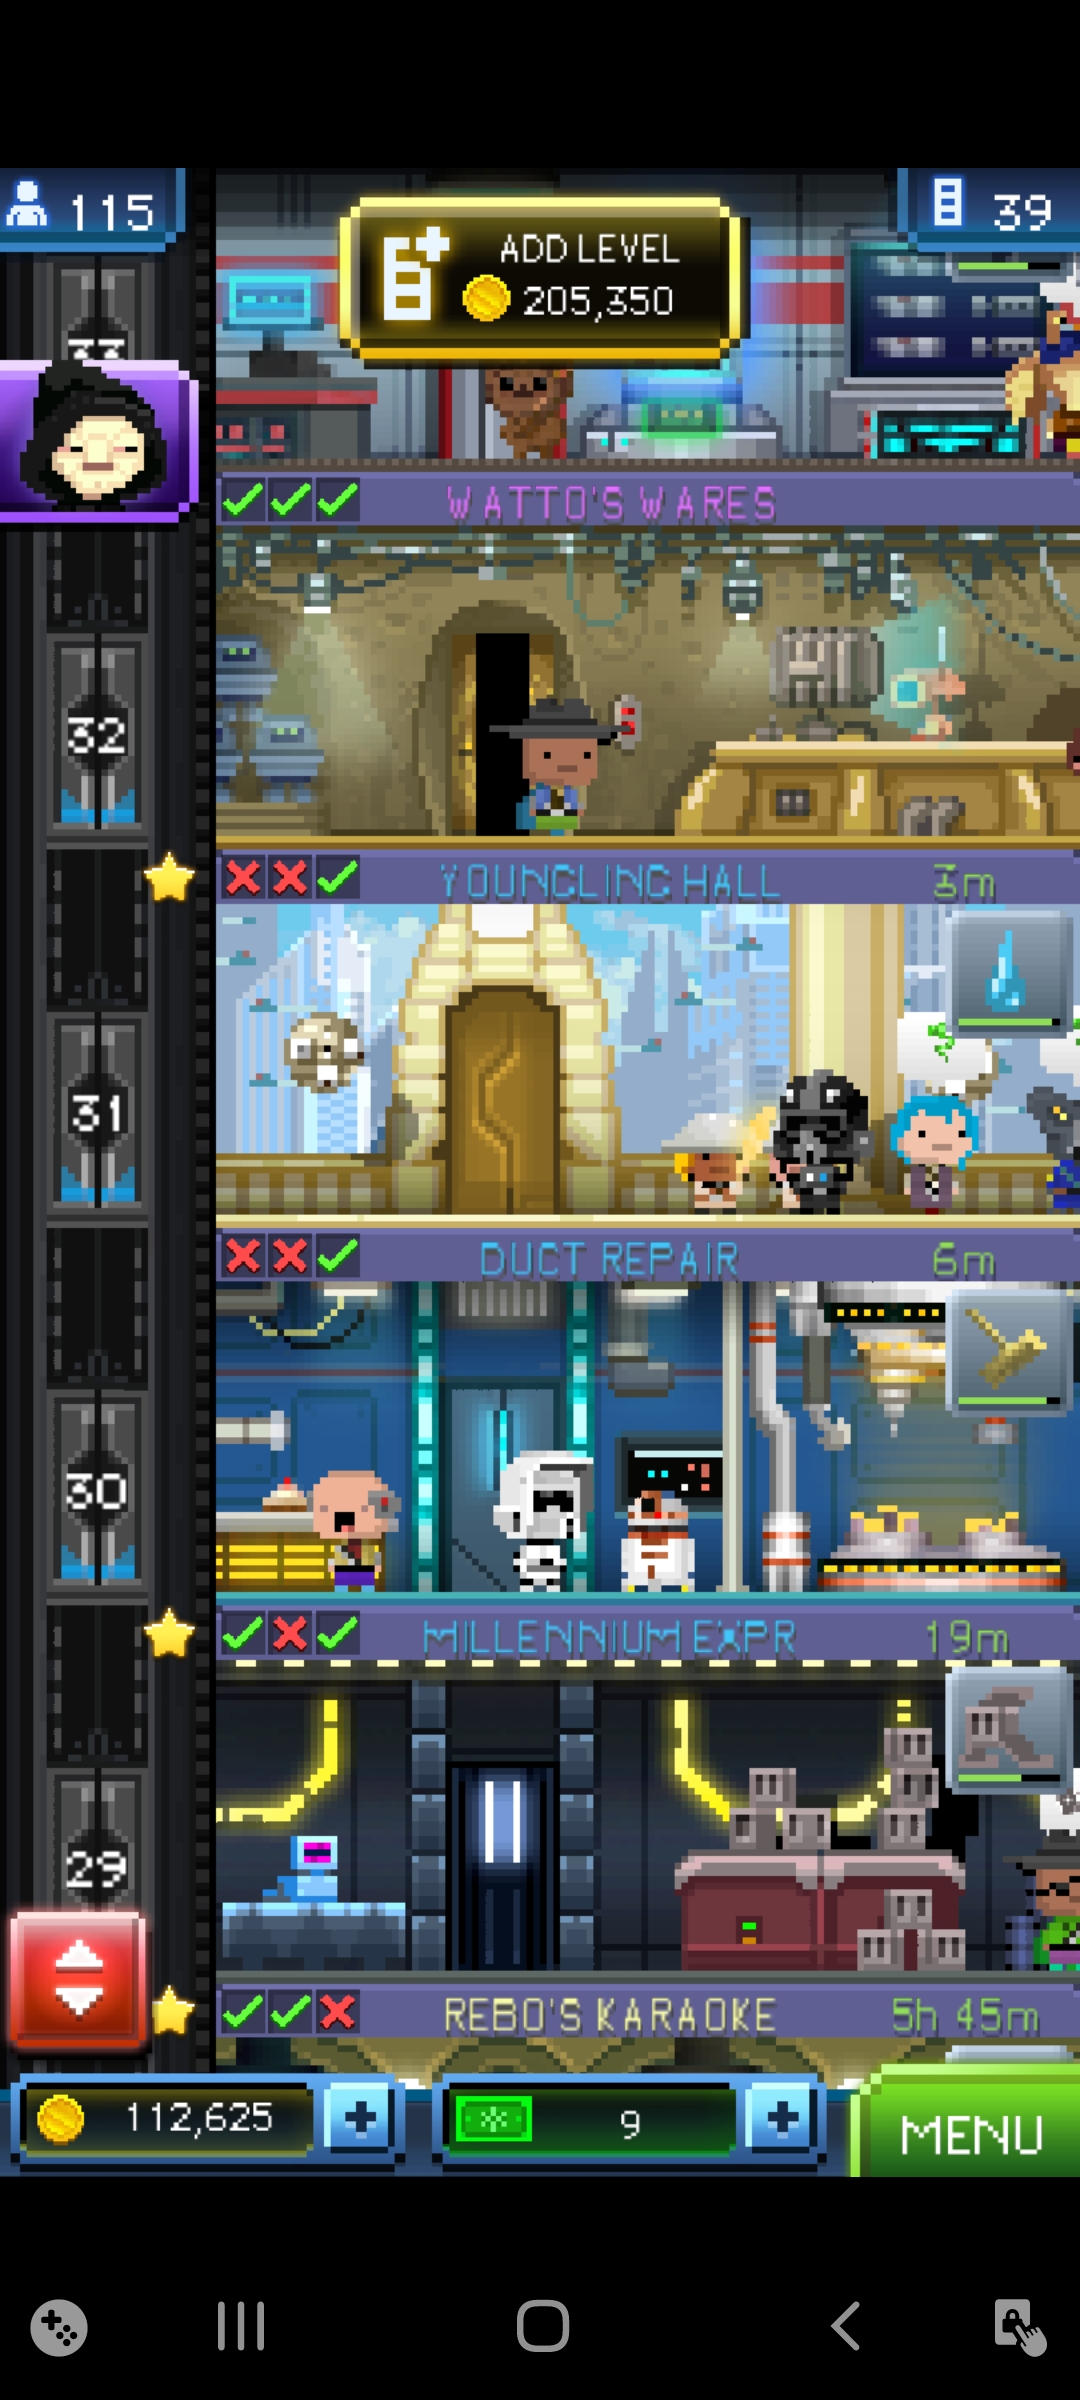 115
ADD LEVEL
205,350
39
33
WATTO'S WARES
32
YOUNGLING HALL 3m
31
DUCT REPAIR 6m
30
MILLENNIUM EXPR 19m
29
REBO'S KARAOKE 5h 45m
112,625
9
MENU